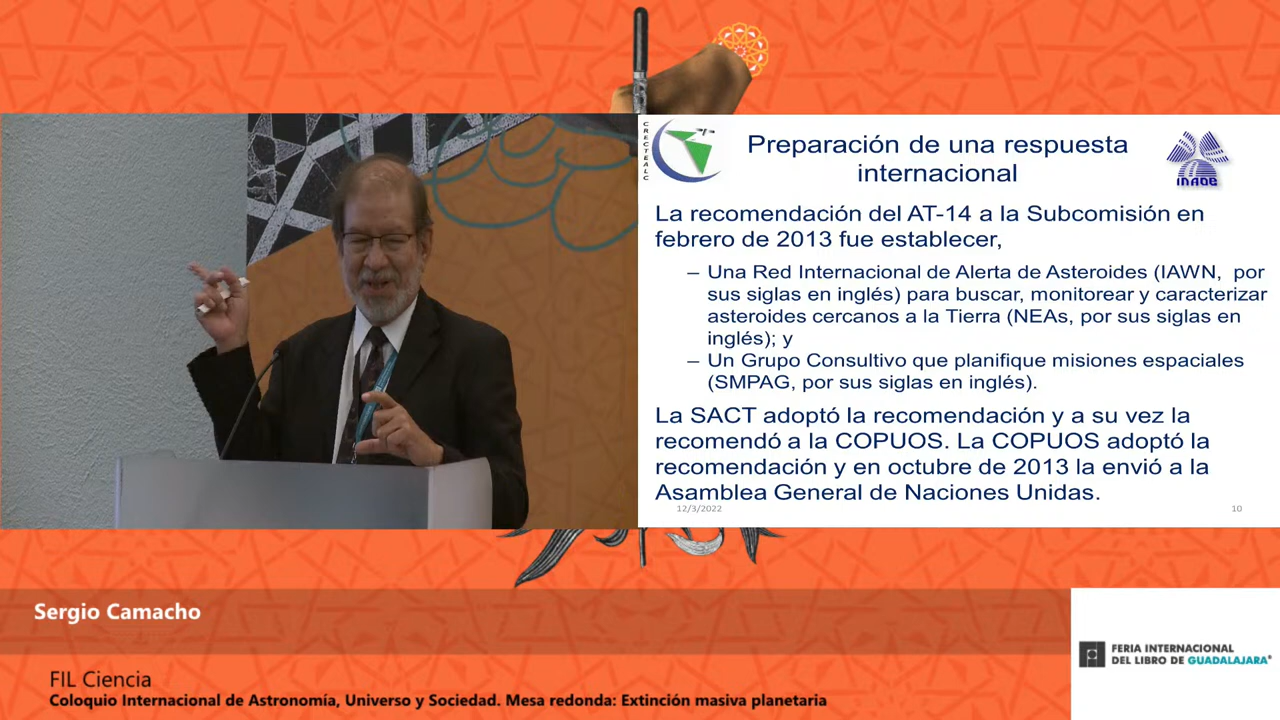 CRECTEALC
Preparación de una respuesta
internacional
INAOE
La recomendación del AT-14 a la Subcomisión en
febrero de 2013 fue establecer,
– Una Red Internacional de Alerta de Asteroides (IAWN, por
sus siglas en inglés) para buscar, monitorear y caracterizar
asteroides cercanos a la Tierra (NEAs, por sus siglas en
inglés); y
– Un Grupo Consultivo que planifique misiones espaciales
(SMPAG, por sus siglas en inglés).
La SACT adoptó la recomendación y a su vez la
recomendó a la COPUOS. La COPUOS adoptó la
recomendación y en octubre de 2013 la envió a la
Asamblea General de Naciones Unidas.
12/3/2022
10
Sergio Camacho
FIL Ciencia
Coloquio Internacional de Astronomía, Universo y Sociedad. Mesa redonda: Extinción masiva planetaria
FERIA INTERNACIONAL
DEL LIBRO DE GUADALAJARA